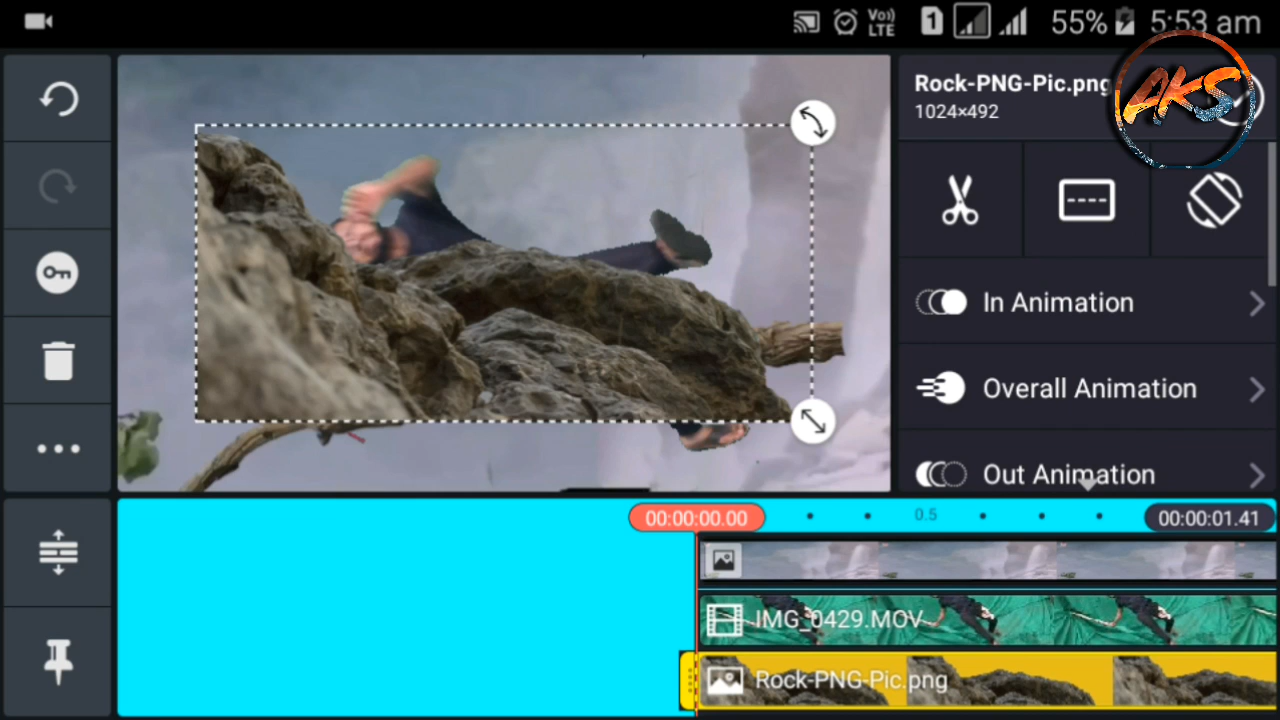 Vo))
LTE
1
55%
5:53 am
Rock-PNG-Pic.png
1024×492
AKS
In Animation
Overall Animation
Out Animation
00:00:00.00
0.5
00:00:01.41
IMG_0429.MOV
Rock-PNG-Pic.png